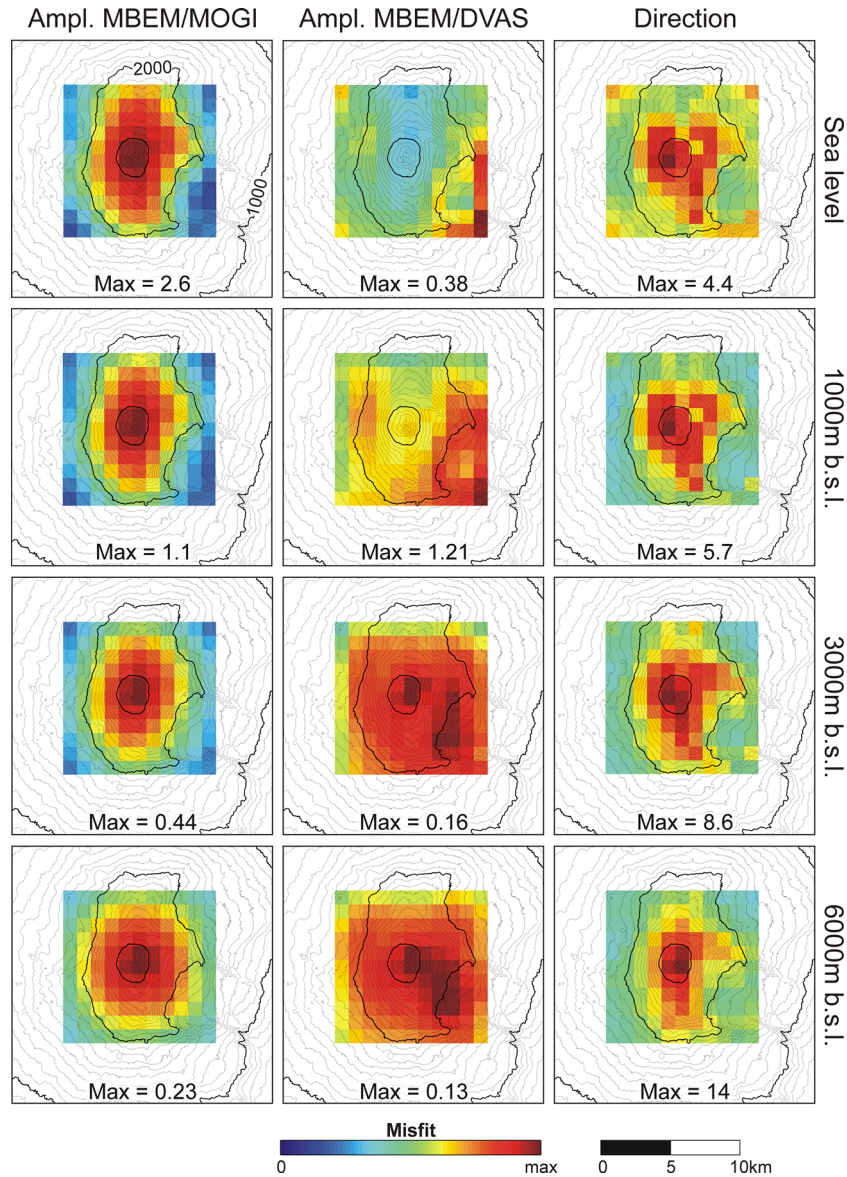 Ampl. MBEM/MOGI Ampl. MBEM/DVAS Direction
2000
1000
Max = 2.6 Max = 0.38 Max = 4.4
Sea level
Max = 1.1 Max = 1.21 Max = 5.7
1000m b.s.l.
Max = 0.44 Max = 0.16 Max = 8.6
3000m b.s.l.
Max = 0.23 Max = 0.13 Max = 14
6000m b.s.l.
Misfit
0 max 0 5 10km